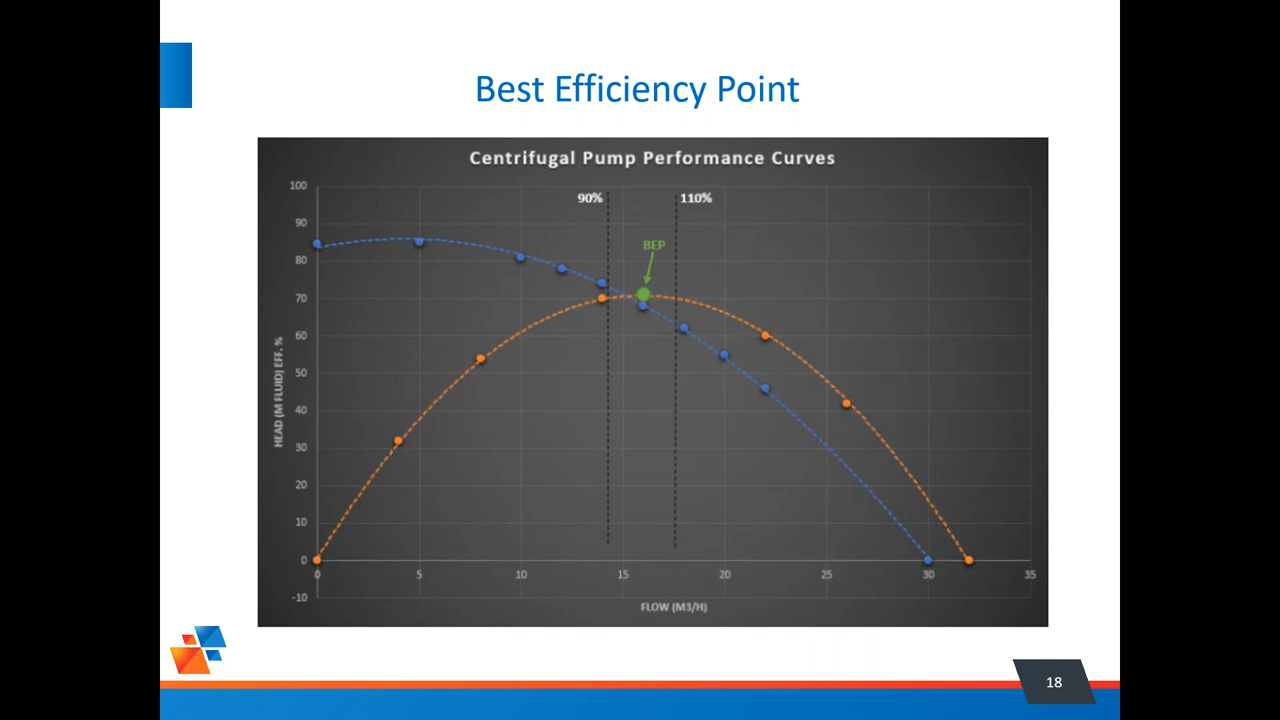 Best Efficiency Point
Centrifugal Pump Performance Curves
100
90
80
70
60
50
40
30
20
10
0
-10
HEAD (M FLUID) EFF. %
90%
110%
BEP
0 5 10 15 20 25 30 35
FLOW (M3/H)
18